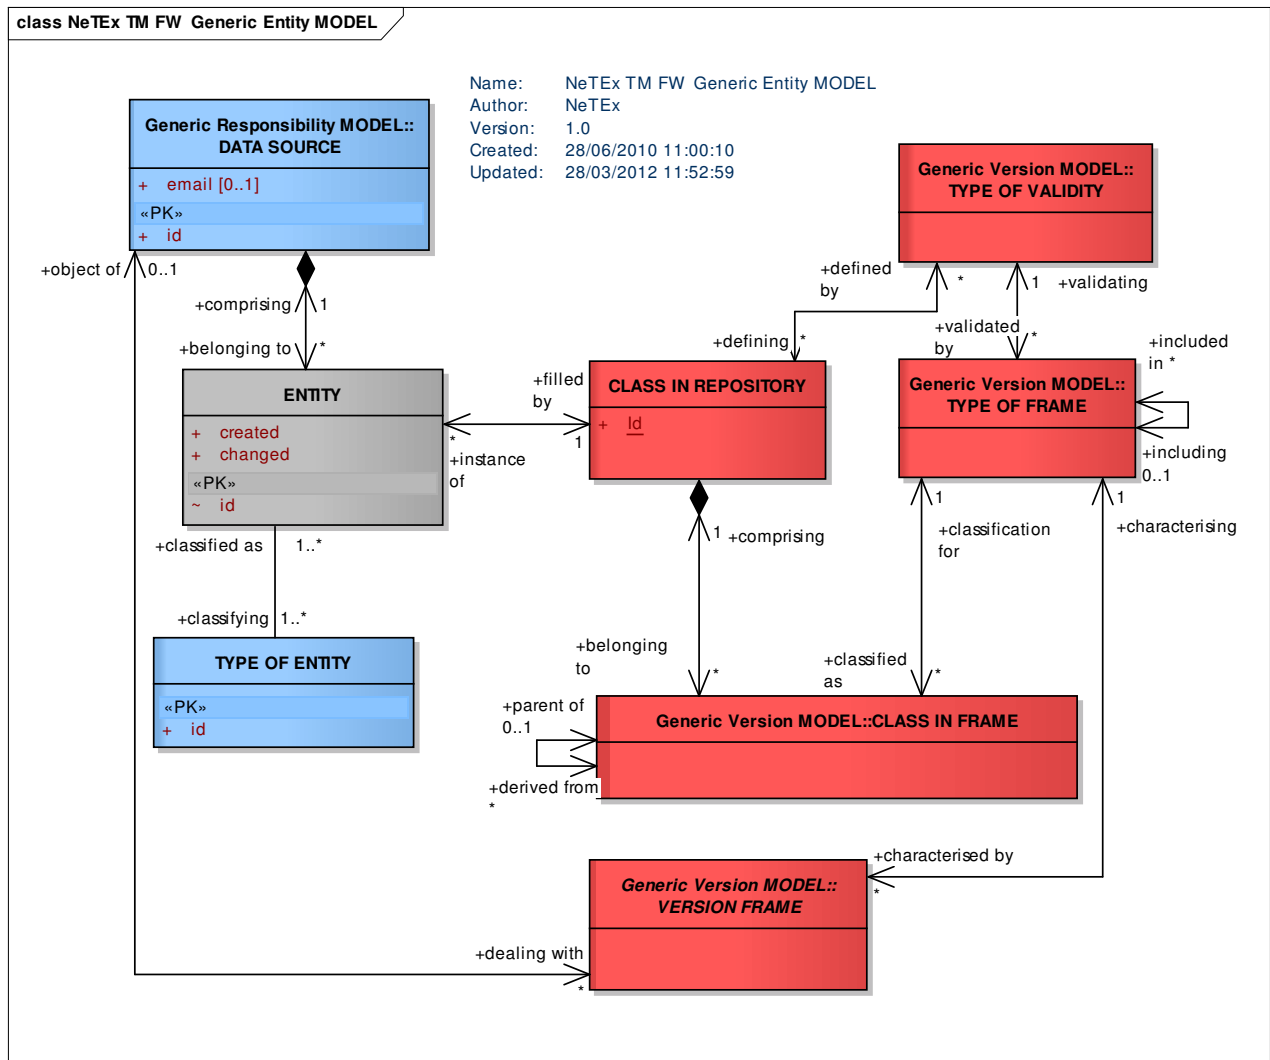 class NeTEx TM FW  Generic Entity MODEL
Name: NeTEx TM FW  Generic Entity MODEL
Author: NeTEx
Version: 1.0
Created: 28/06/2010 11:00:10
Updated: 28/03/2012 11:52:59
Generic Responsibility MODEL::
DATA SOURCE
+ email [0..1]
«PK»
+ id
Generic Version MODEL::
TYPE OF VALIDITY
+object of
0..1
+comprising
1
+belonging to
*
+defined
by
*
1
+validating
+defining
*
+validated
by
*
+included
in *
ENTITY
+ created
+ changed
«PK»
~ id
+filled
by
1
*
+instance
of
CLASS IN REPOSITORY
+ Id
Generic Version MODEL::
TYPE OF FRAME
+including
0..1
+classified as
1..*
+classifying
1..*
1
+comprising
1
+classification
for
1
+characterising
TYPE OF ENTITY
«PK»
+ id
+belonging
to
*
+classified
as
*
+parent of
0..1
+derived from
*
Generic Version MODEL::CLASS IN FRAME
Generic Version MODEL::
VERSION FRAME
+characterised by
*
+dealing with
*